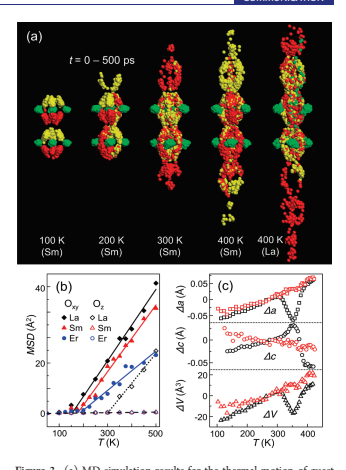 COMMUNICATION
(a)
t = 0 – 500 ps
100 K
(Sm)
200 K
(Sm)
300 K
(Sm)
400 K
(Sm)
400 K
(La)
(b)
Oxy Oz
La La
Sm Sm
Er Er
MSD (Å²)
40
20
0
100 200 300 400 500
T (K)
(c)
Δa (Å)
0.05
0
-0.05
Δa
Δc (Å)
0.05
0
-0.05
Δc
ΔV (Å³)
20
0
-20
ΔV
100 200 300 400
T (K)
Figure 3. (a) MD simulation results for the thermal motion of guest